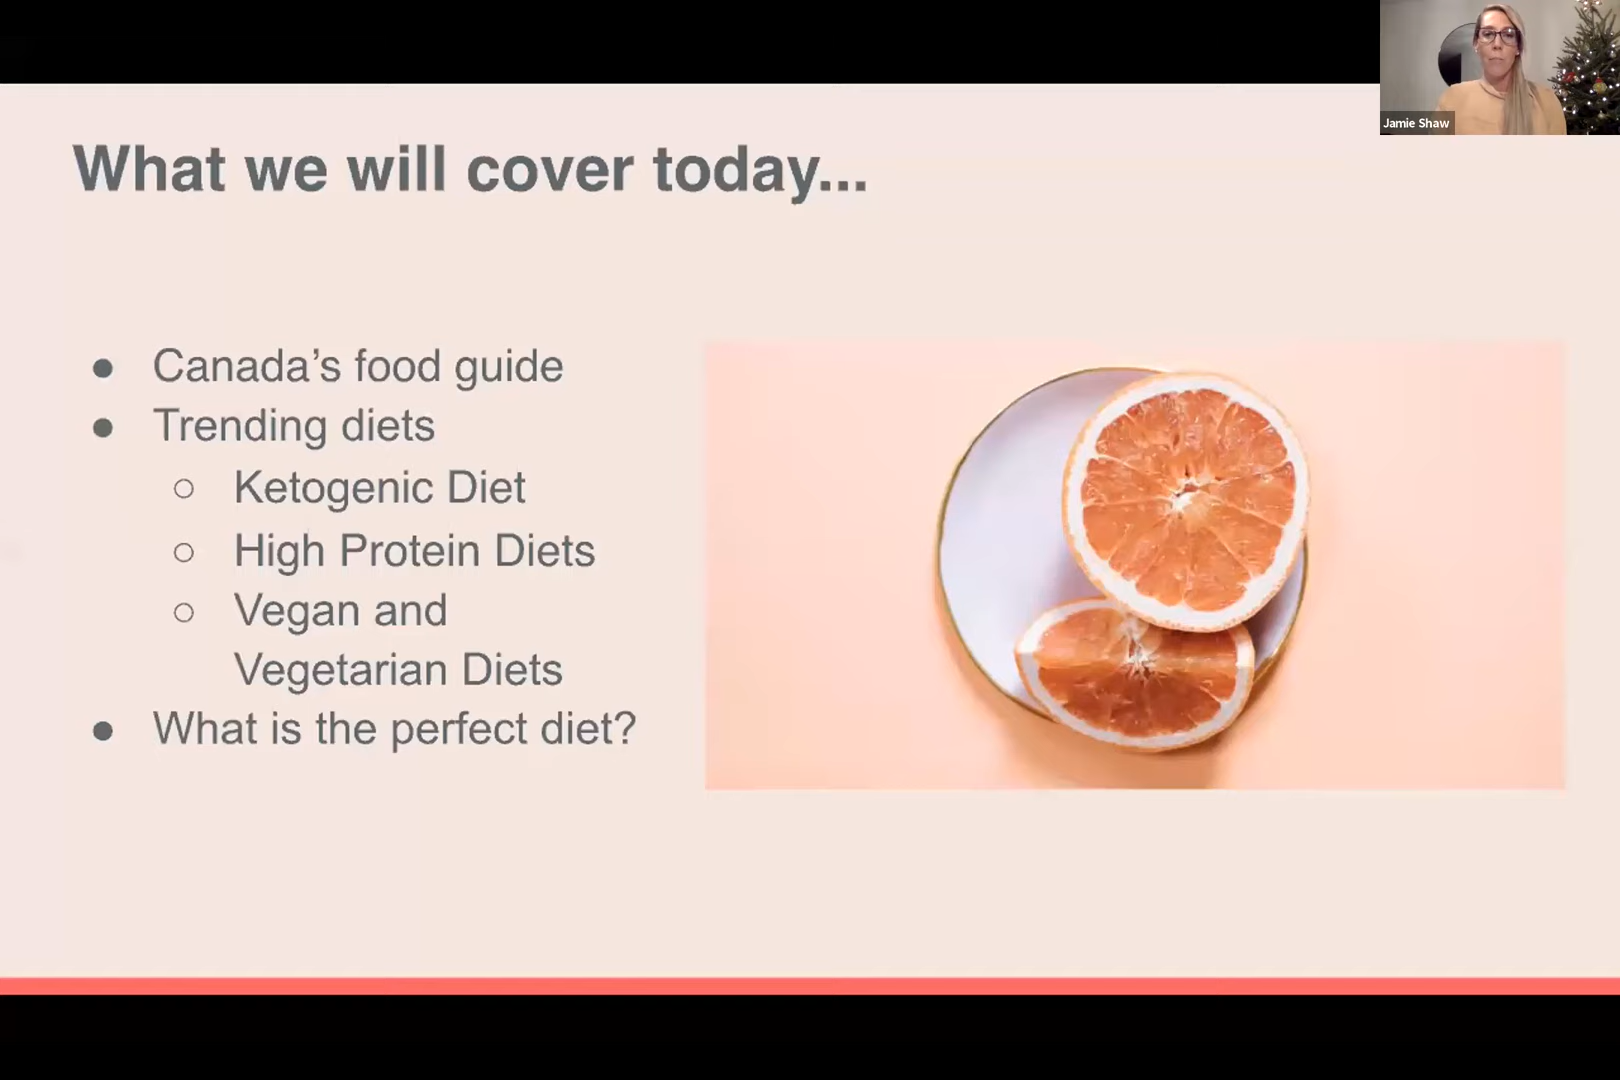 What we will cover today...
● Canada’s food guide
● Trending diets
○ Ketogenic Diet
○ High Protein Diets
○ Vegan and
Vegetarian Diets
● What is the perfect diet?
Jamie Shaw